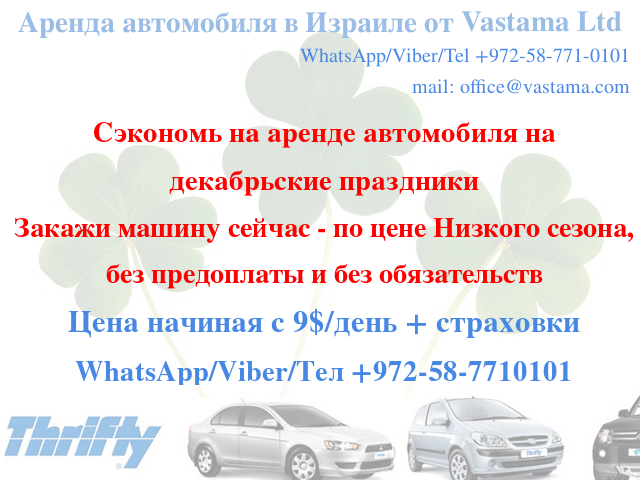 Аренда автомобиля в Израиле от Vastama Ltd
WhatsApp/Viber/Tel +972-58-771-0101
mail: office@vastama.com
Сэкономь на аренде автомобиля на
декабрьские праздники
Закажи машину сейчас - по цене Низкого сезона,
без предоплаты и без обязательств
Цена начиная с 9$/день + страховки
WhatsApp/Viber/Тел +972-58-7710101
Thrifty